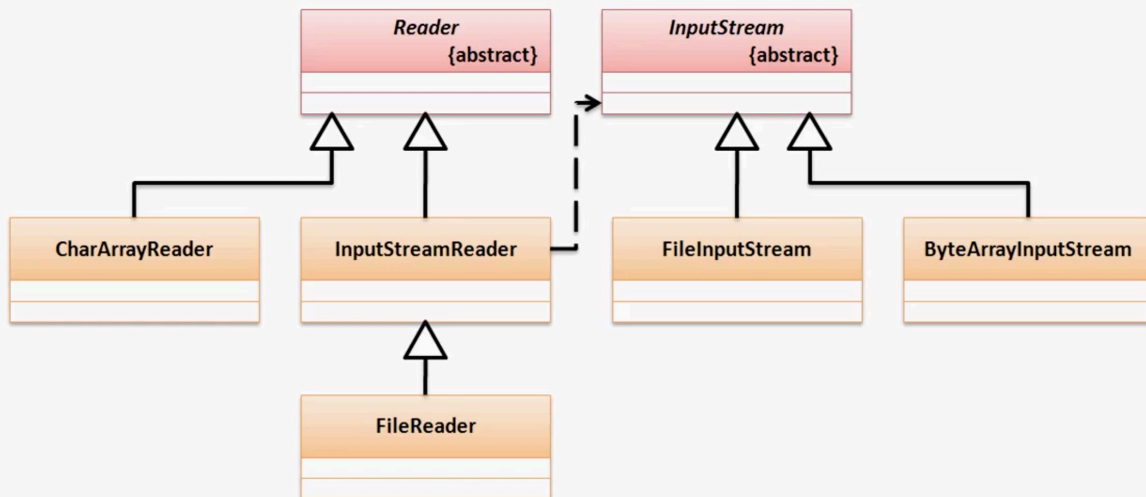 Reader
{abstract}
InputStream
{abstract}
CharArrayReader
InputStreamReader
FileInputStream
ByteArrayInputStream
FileReader